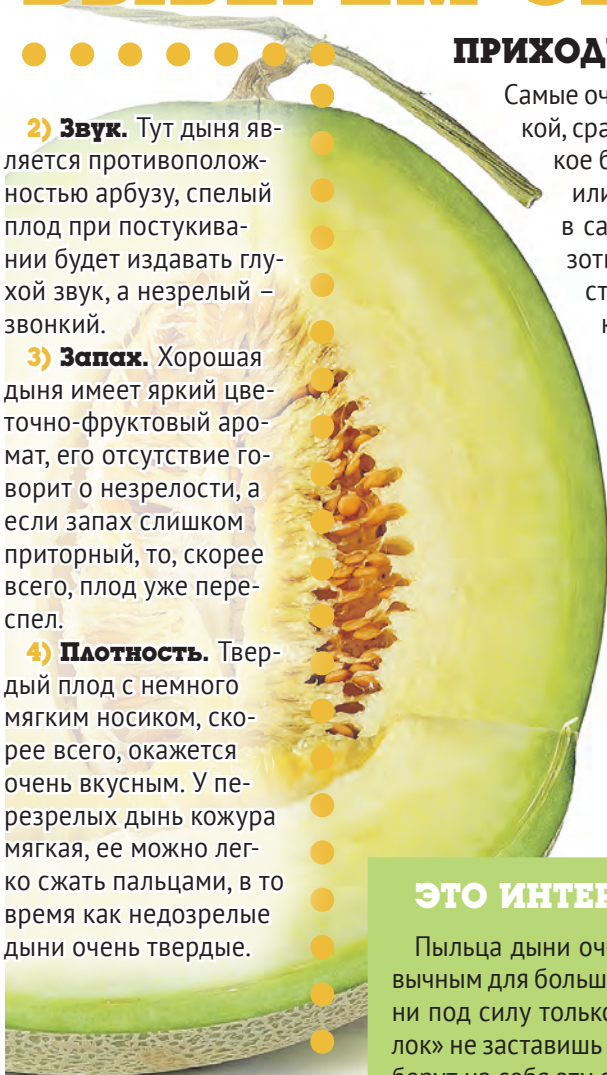 2) Звук. Тут дыня яв-
ляется противополож-
ностью арбузу, спелый
плод при постукива-
нии будет издавать глу-
хой звук, а незрелый –
звонкий.
3) Запах. Хорошая
дыня имеет яркий цве-
точно-фруктовый аро-
мат, его отсутствие го-
ворит о незрелости, а
если запах слишком
приторный, то, скорее
всего, плод уже пере-
спел.
4) Плотность. Твер-
дый плод с немного
мягким носиком, ско-
рее всего, окажется
очень вкусным. У пе-
резрелых дынь кожура
мягкая, ее можно лег-
ко сжать пальцами, в то
время как недозрелые
дыни очень твердые.
ПРИХОД
Самые оч
кой, сра
кое б
или
в са
зоти
ст
ЭТО ИНТЕР
Пыльца дыни оч
вычным для больш
ни под силу только
лок» не заставишь